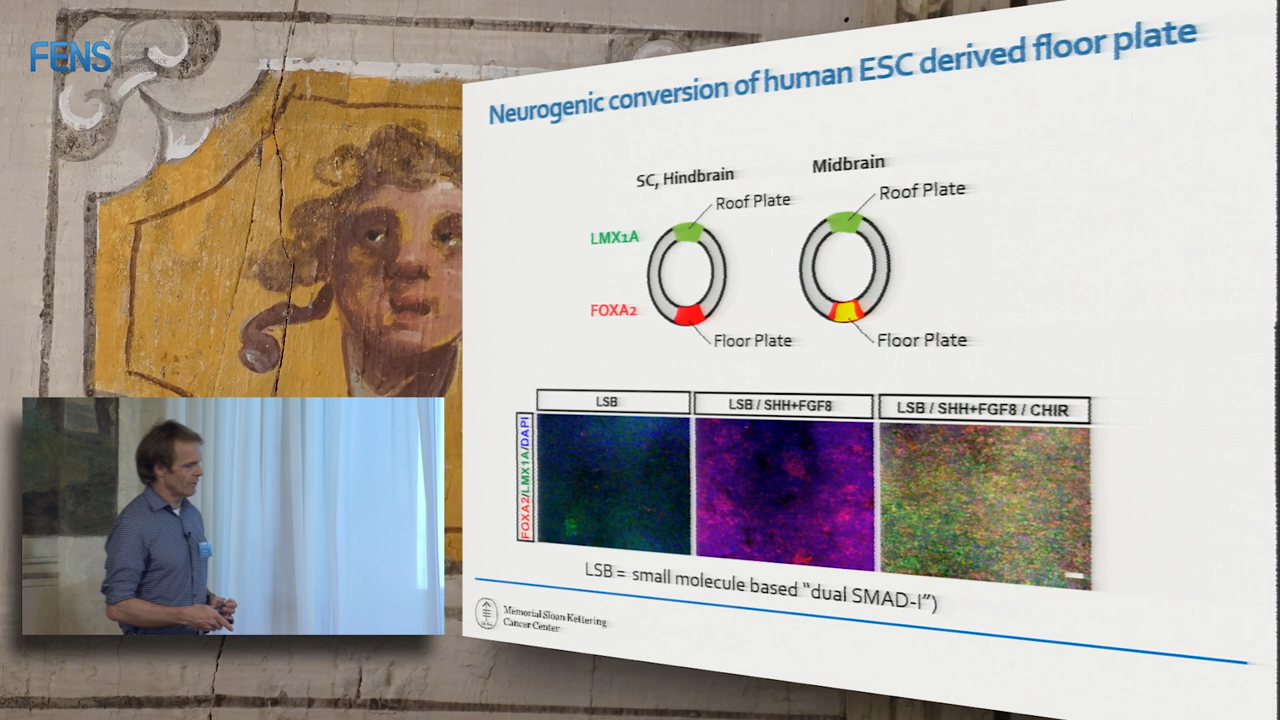 FENS
Neurogenic conversion of human ESC derived floor plate
SC, Hindbrain
Midbrain
Roof Plate
Roof Plate
LMX1A
FOXA2
Floor Plate
Floor Plate
LSB
LSB / SHH+FGF8
LSB / SHH+FGF8 / CHIR
FOXA2/LMX1A/DAPI
LSB = small molecule based “dual SMAD-I”)
Memorial Sloan Kettering
Cancer Center